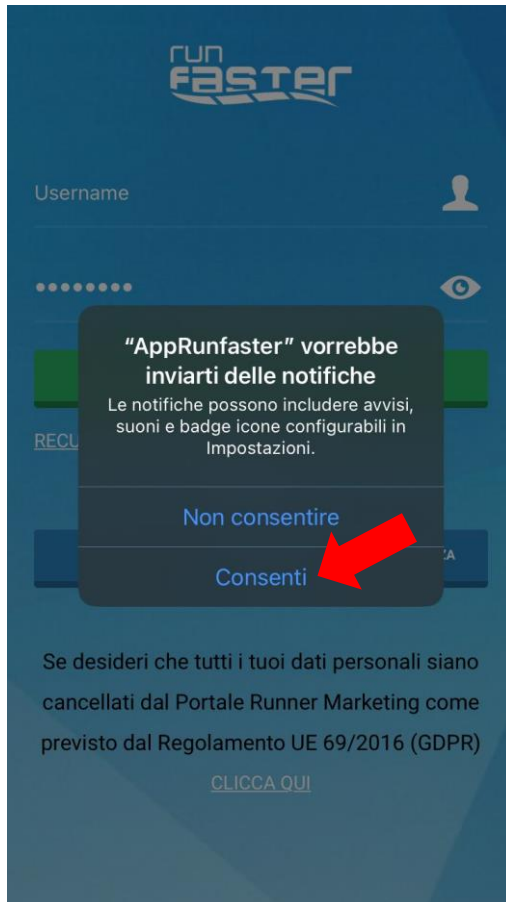 run
Faster
Username
•••••••••
"AppRunfaster" vorrebbe
inviarti delle notifiche
Le notifiche possono includere avvisi,
suoni e badge icone configurabili in
Impostazioni.
RECU
Non consentire
ZA
Consenti
Se desideri che tutti i tuoi dati personali siano
cancellati dal Portale Runner Marketing come
previsto dal Regolamento UE 69/2016 (GDPR)
CLICCA QUI